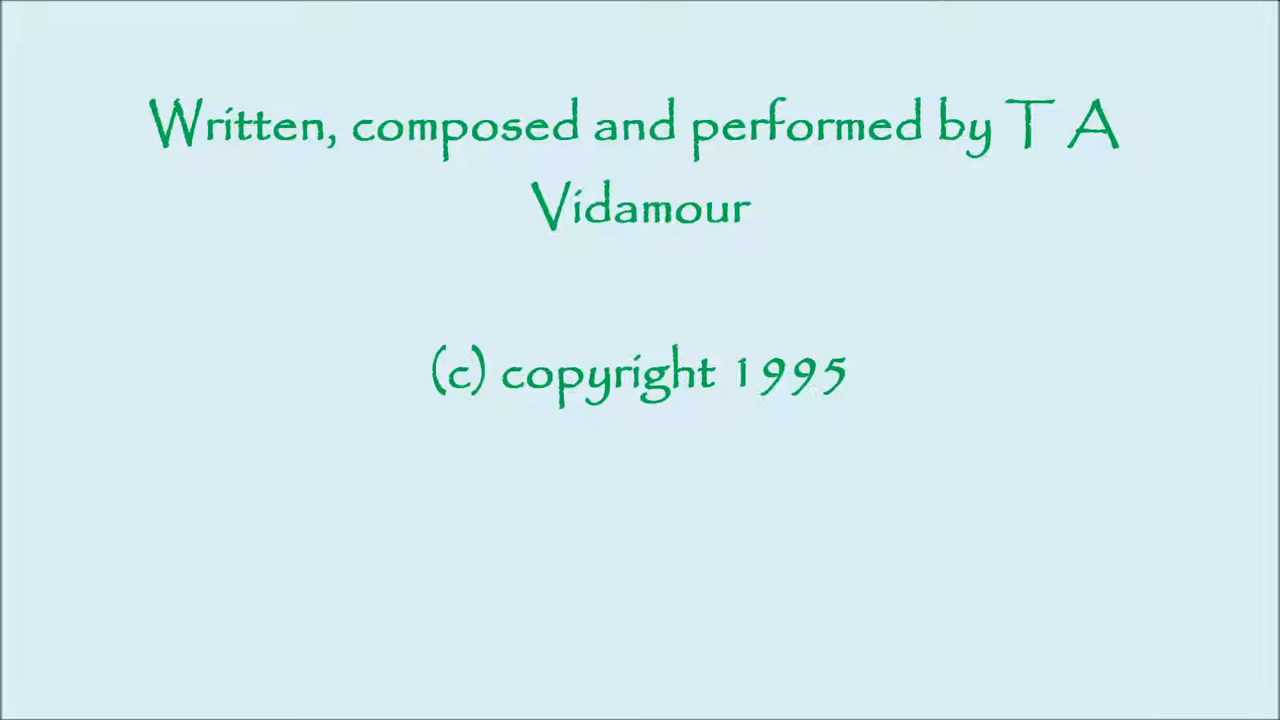 Written, composed and performed by T A
Vidamour
(c) copyright 1995